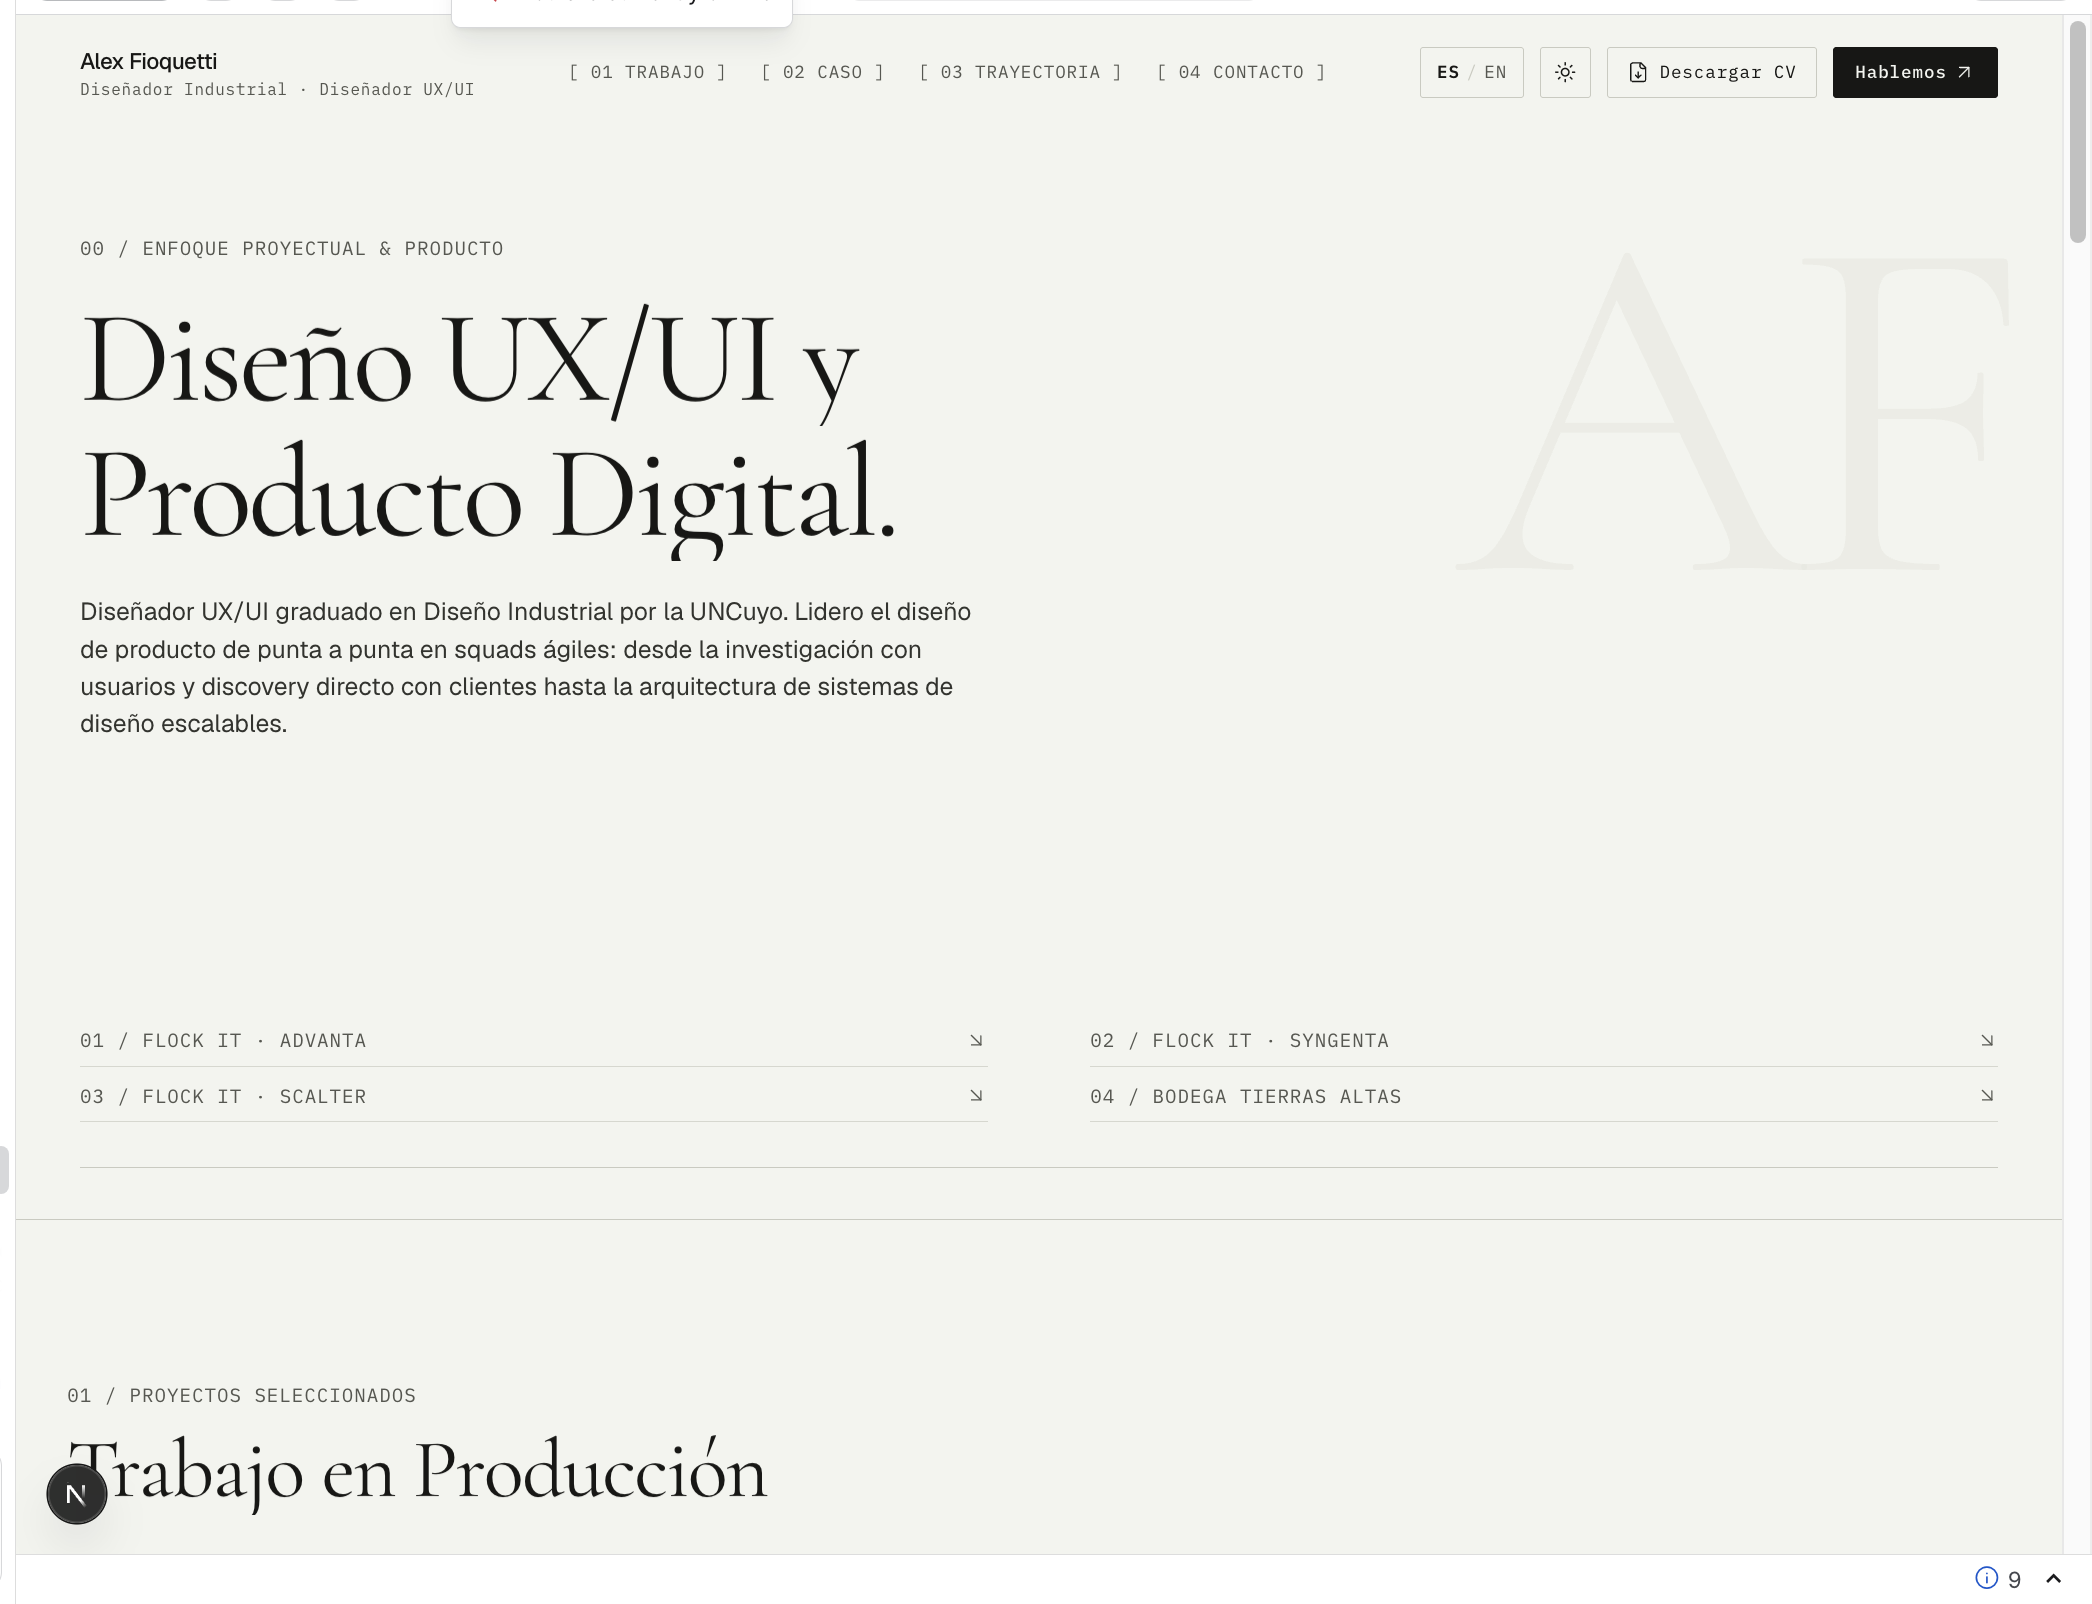 Alex Fioquetti
Diseñador Industrial · Diseñador UX/UI
[ 01 TRABAJO ] [ 02 CASO ] [ 03 TRAYECTORIA ] [ 04 CONTACTO ]
ES / EN
Descargar CV
Hablemos
00 / ENFOQUE PROYECTUAL & PRODUCTO
AF
Diseño UX/UI y
Producto Digital.
Diseñador UX/UI graduado en Diseño Industrial por la UNCuyo. Lidero el diseño
de producto de punta a punta en squads ágiles: desde la investigación con
usuarios y discovery directo con clientes hasta la arquitectura de sistemas de
diseño escalables.
01 / FLOCK IT · ADVANTA
02 / FLOCK IT · SYNGENTA
03 / FLOCK IT · SCALTER
04 / BODEGA TIERRAS ALTAS
01 / PROYECTOS SELECCIONADOS
Trabajo en Producción
N
9